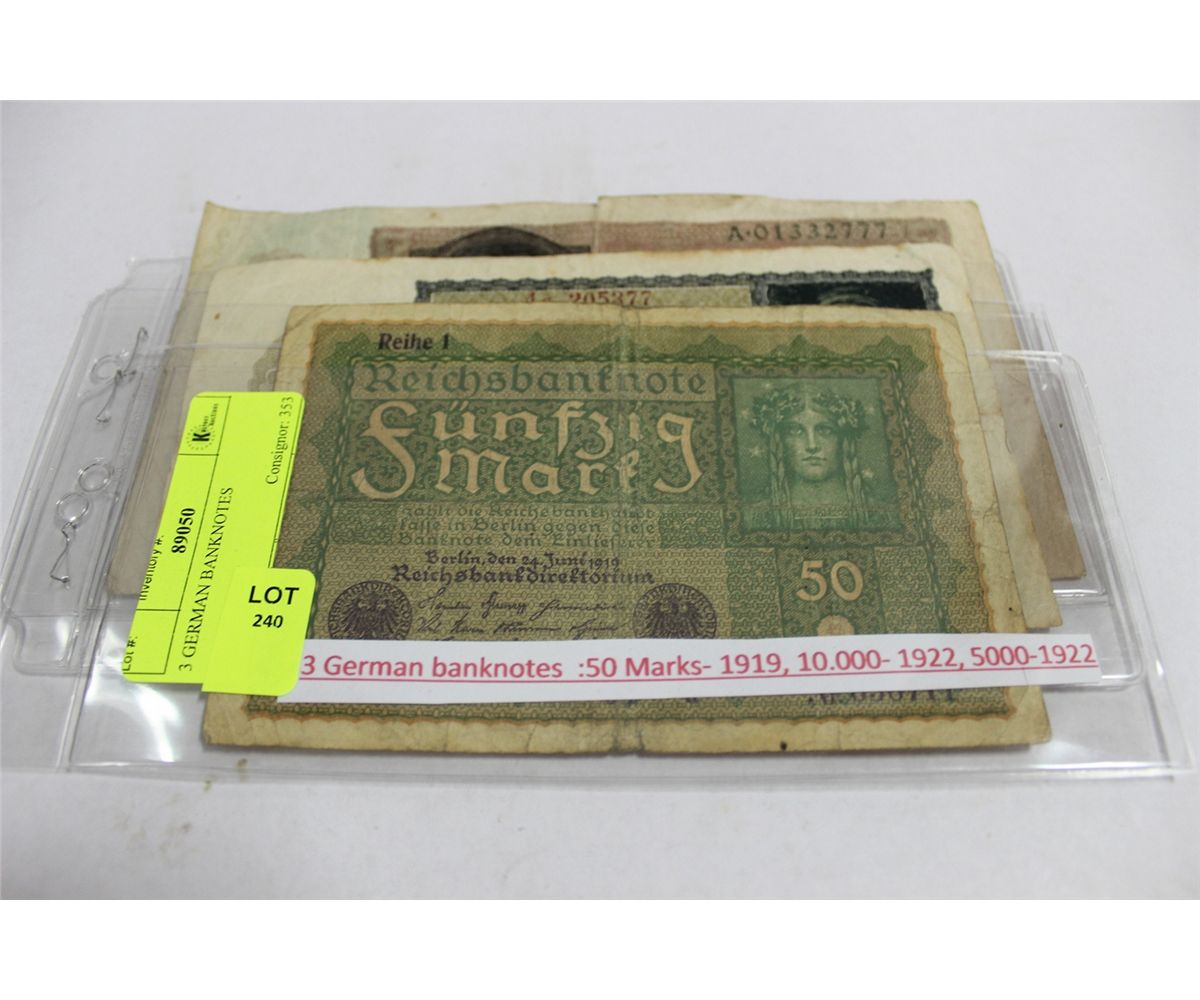 A·01332777
205377
Reihe 1
Reichsbanknote
Fünfzig
Mark
zahlt die Reichsbankhaupt
kasse in Berlin gegen diese
Banknote dem Einlieferer
Berlin, den 24. Juni 1919
Reichsbankdirektorium
50
3 German banknotes :50 Marks- 1919, 10.000- 1922, 5000-1922
Consignor: 353
Inventory #:
89050
Lot #:
3 GERMAN BANKNOTES
LOT
240